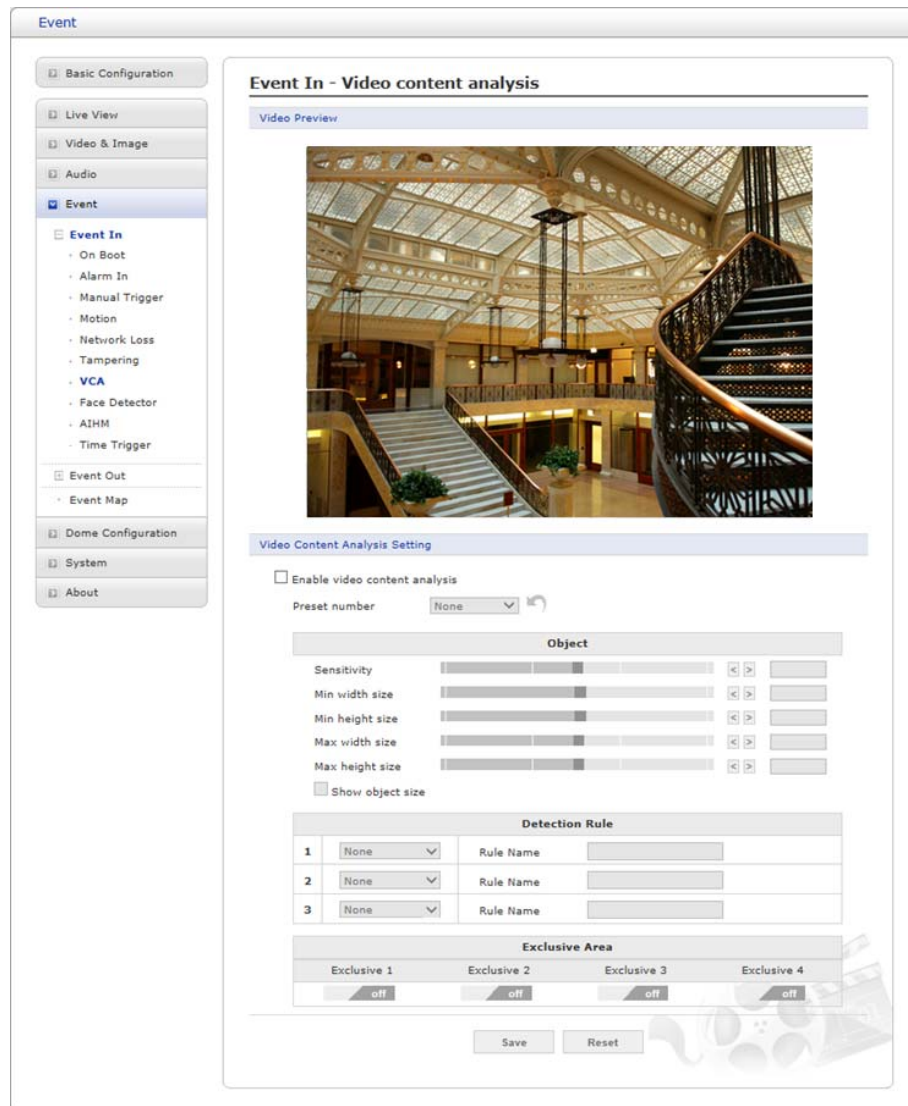 Event
Basic Configuration
Live View
Video & Image
Audio
Event
Event In
On Boot
Alarm In
Manual Trigger
Motion
Network Loss
Tampering
VCA
Face Detector
AIHM
Time Trigger
Event Out
Event Map
Dome Configuration
System
About
Event In - Video content analysis
Video Preview
Video Content Analysis Setting
Enable video content analysis
Preset number None
Object
Sensitivity < >
Min width size < >
Min height size < >
Max width size < >
Max height size < >
Show object size
Detection Rule
1 None Rule Name
2 None Rule Name
3 None Rule Name
Exclusive Area
Exclusive 1 Exclusive 2 Exclusive 3 Exclusive 4
off off off off
Save Reset